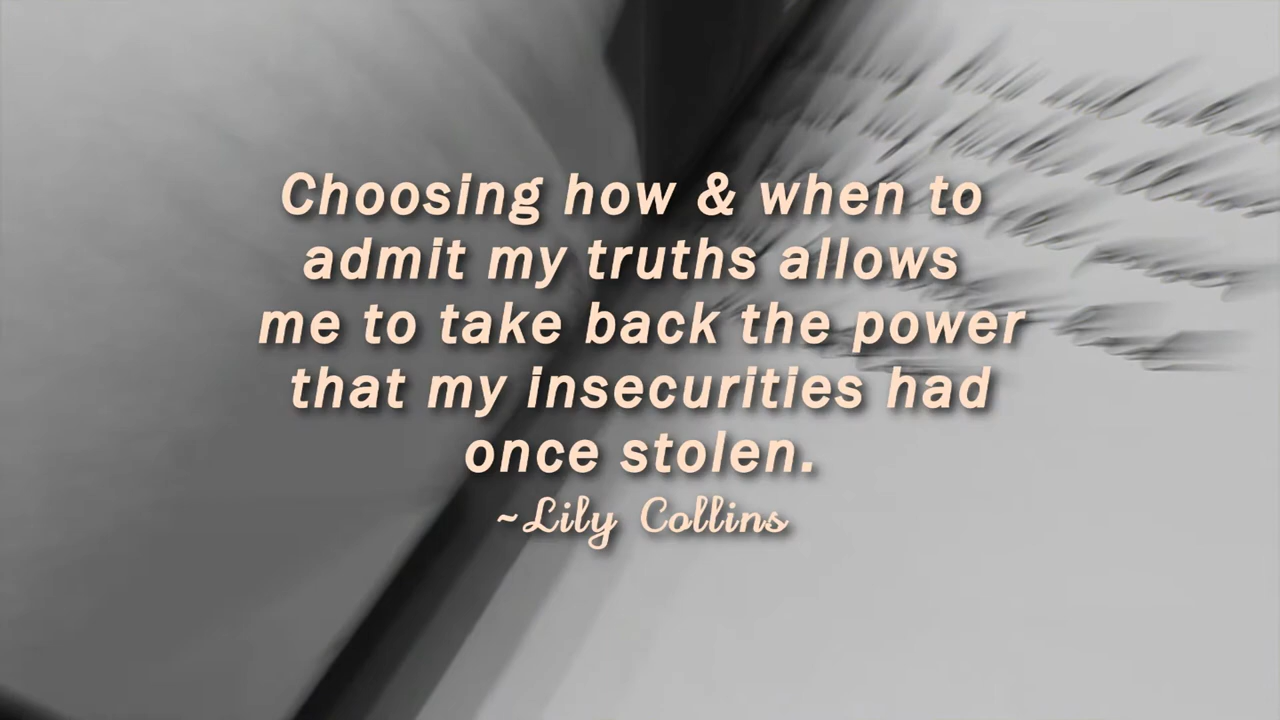 Choosing how & when to
admit my truths allows
me to take back the power
that my insecurities had
once stolen.
~Lily Collins